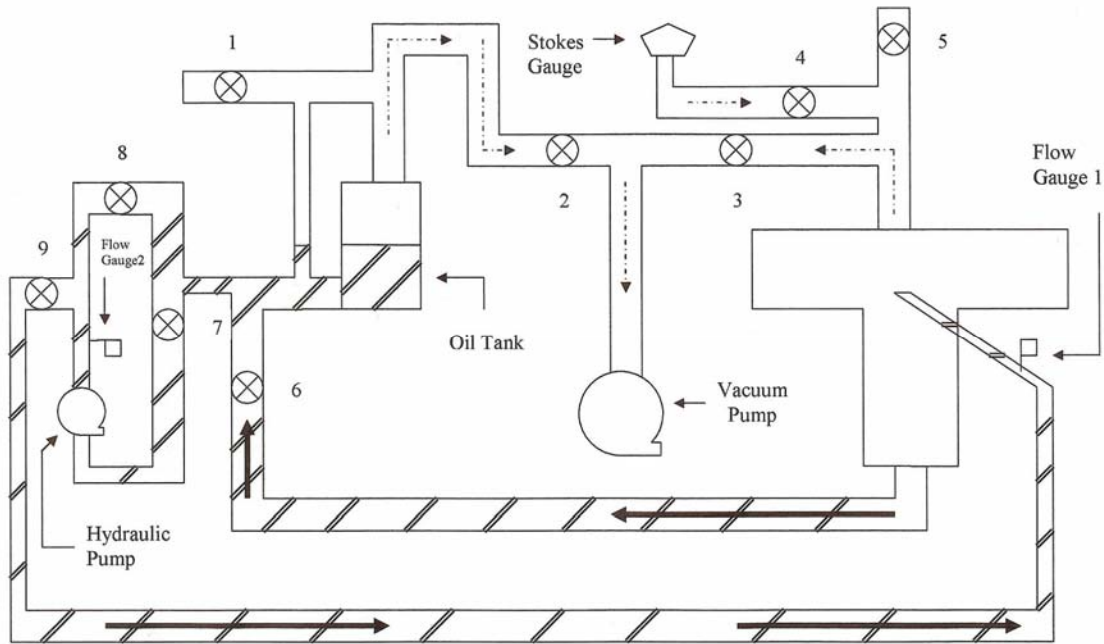 1
Stokes
Gauge
4
5
8
2
3
Flow
Gauge 1
9
Flow
Gauge2
7
Oil Tank
6
Vacuum
Pump
Hydraulic
Pump